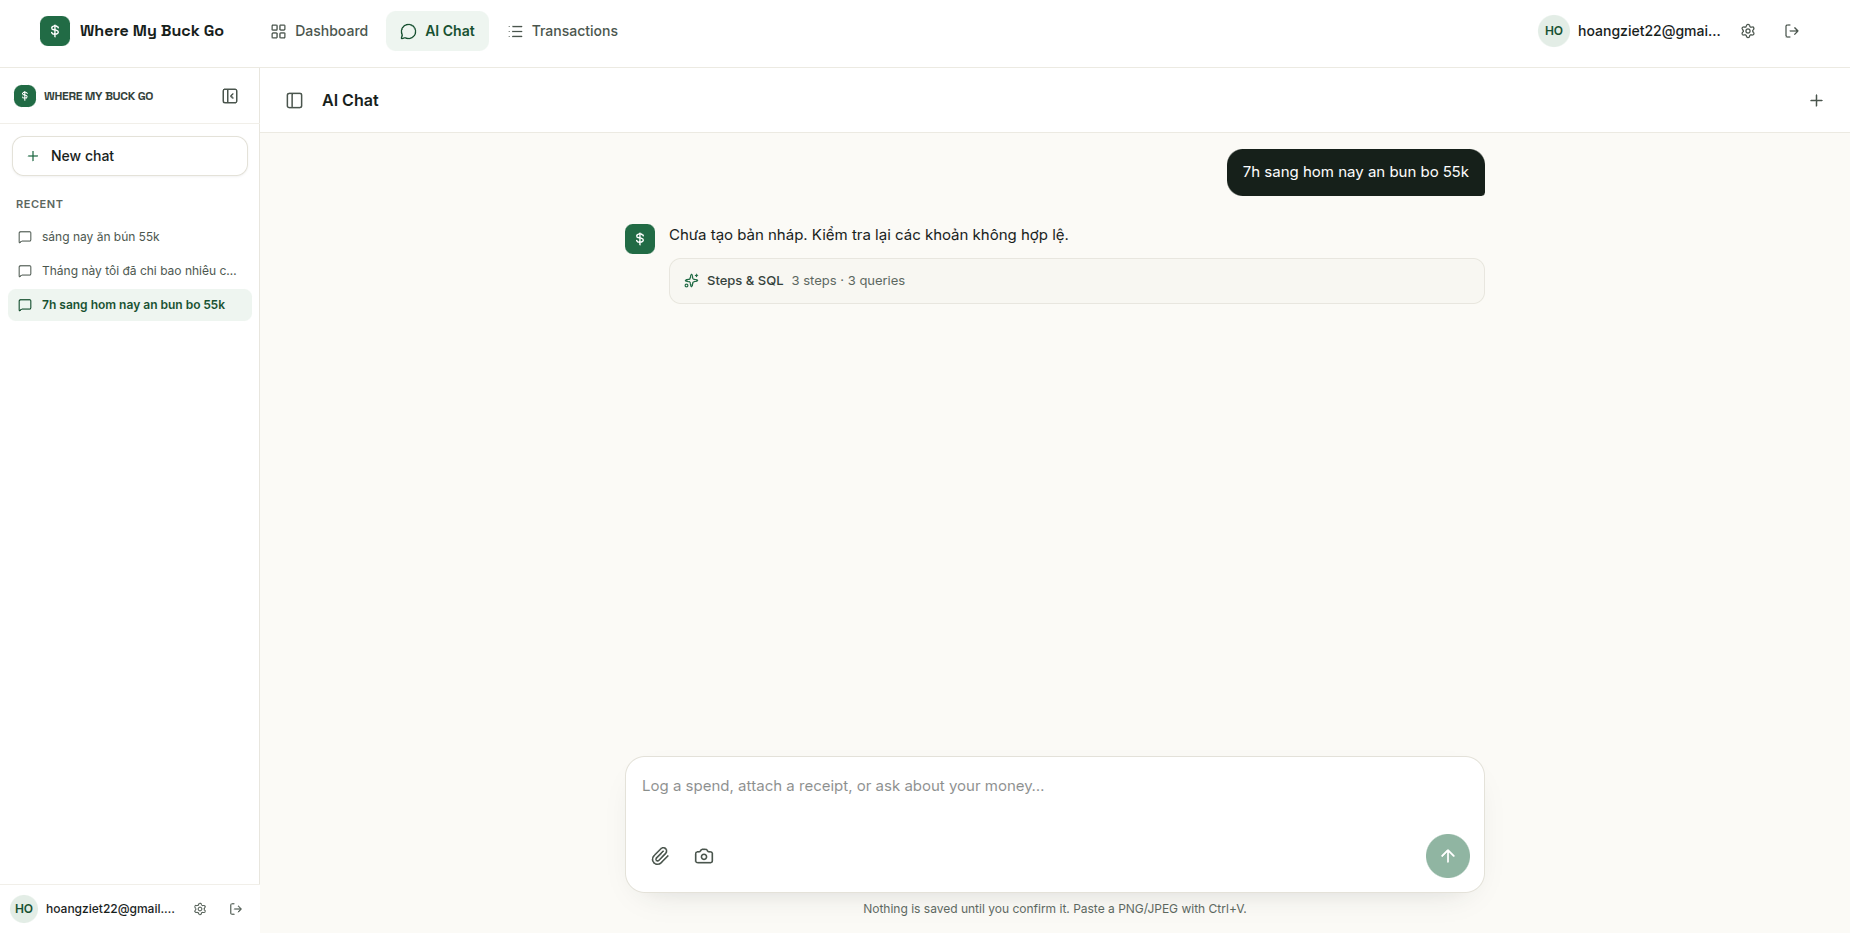 Where My Buck Go
Dashboard
AI Chat
Transactions
HO
hoangziet22@gmai...
WHERE MY BUCK GO
New chat
RECENT
sáng nay ăn bún 55k
Tháng này tôi đã chi bao nhiêu c...
7h sang hom nay an bun bo 55k
AI Chat
7h sang hom nay an bun bo 55k
Chưa tạo bản nháp. Kiểm tra lại các khoản không hợp lệ.
Steps & SQL 3 steps · 3 queries
Log a spend, attach a receipt, or ask about your money...
Nothing is saved until you confirm it. Paste a PNG/JPEG with Ctrl+V.
HO
hoangziet22@gmail....